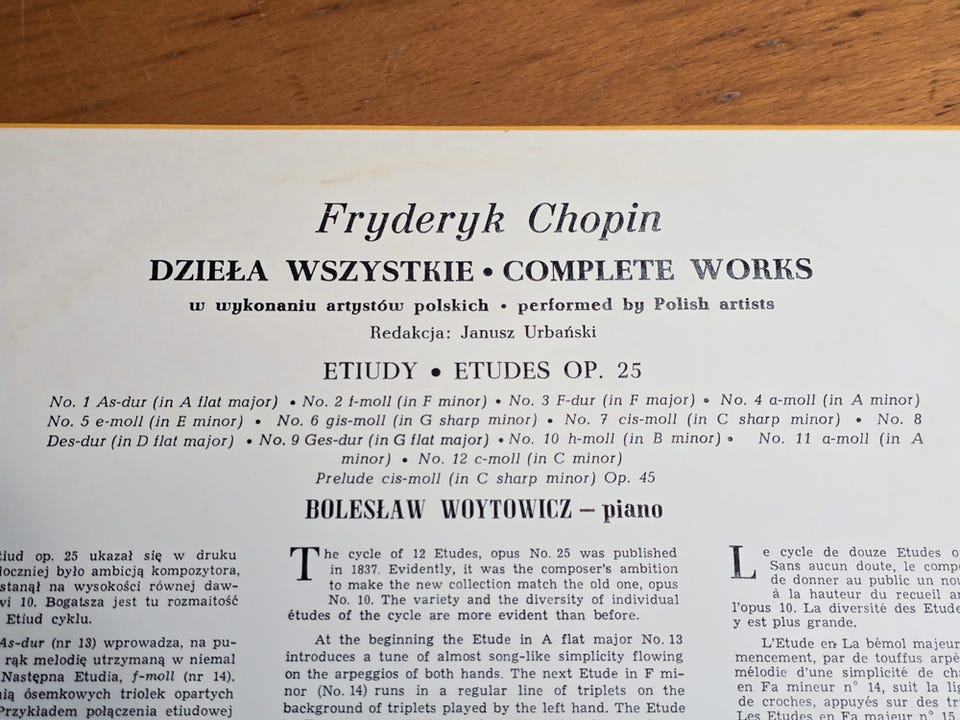 Fryderyk Chopin
DZIEŁA WSZYSTKIE • COMPLETE WORKS
w wykonaniu artystów polskich • performed by Polish artists
Redakcja: Janusz Urbański
ETIUDY • ETUDES OP. 25
No. 1 As-dur (in A flat major) • No. 2 f-moll (in F minor) • No. 3 F-dur (in F major) • No. 4 a-moll (in A minor)
No. 5 e-moll (in E minor) • No. 6 gis-moll (in G sharp minor) • No. 7 cis-moll (in C sharp minor) • No. 8
Des-dur (in D flat major) • No. 9 Ges-dur (in G flat major) • No. 10 h-moll (in B minor) • No. 11 a-moll (in A
minor) • No. 12 c-moll (in C minor)
Prelude cis-moll (in C sharp minor) Op. 45
BOLESŁAW WOYTOWICZ – piano
op. 25 ukazał się w druku
było ambicją kompozytora,
na wysokości równej daw-
10. Bogatsza jest tu rozmaitość
Etiud cyklu.
As-dur (nr 13) wprowadza, na pu-
rąk melodię utrzymaną w niemal
Następna Etiuda, f-moll (nr 14).
ósemkowych triolek opartych
Przykładem połączenia etiudowej
The cycle of 12 Etudes, opus No. 25 was published
in 1837. Evidently, it was the composer's ambition
to make the new collection match the old one, opus
No. 10. The variety and the diversity of individual
études of the cycle are more evident than before.
At the beginning the Etude in A flat major No. 13
introduces a tune of almost song-like simplicity flowing
on the arpeggios of both hands. The next Etude in F mi-
nor (No. 14) runs in a regular line of triplets on the
background of triplets played by the left hand. The Etude
Le cycle de douze Etudes
Sans aucun doute, le
de donner au public un
à la hauteur du recueil
l'opus 10. La diversité des
y est plus grande.
L'Etude en La bémol majeur
mencement, par de touffus
mélodie d'une simplicité de
en Fa mineur n° 14, suit la
de croches, appuyés sur des
Les Etudes en Fa majeur n° 15